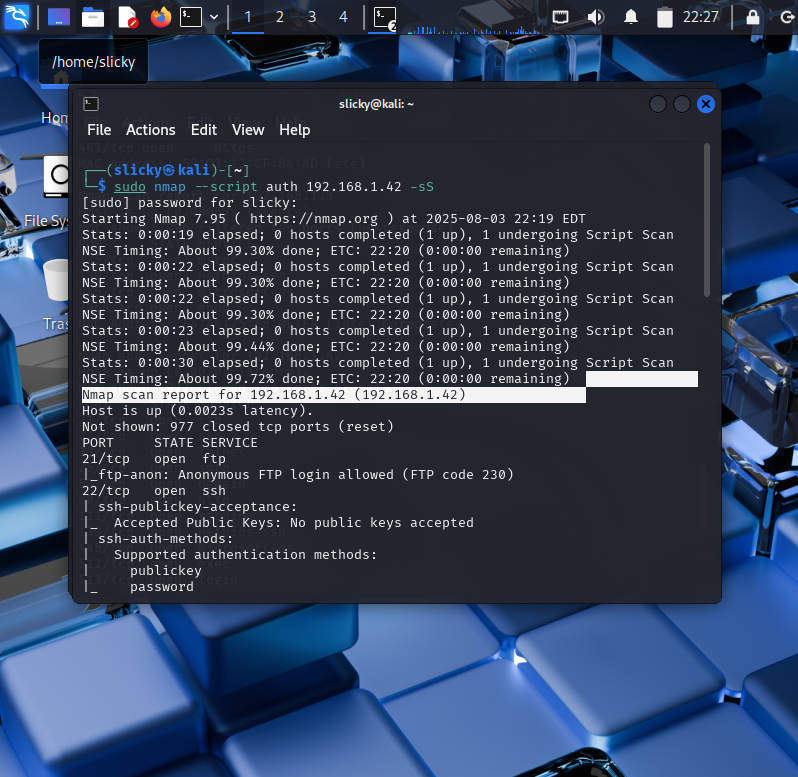 1 2 3 4 2 22:27
/home/slicky
slicky@kali: ~
File Actions Edit View Help
┌──(slicky㉿kali)-[~]
└─$ sudo nmap --script auth 192.168.1.42 -sS
[sudo] password for slicky:
Starting Nmap 7.95 ( https://nmap.org ) at 2025-08-03 22:19 EDT
Stats: 0:00:19 elapsed; 0 hosts completed (1 up), 1 undergoing Script Scan
NSE Timing: About 99.30% done; ETC: 22:20 (0:00:00 remaining)
Stats: 0:00:22 elapsed; 0 hosts completed (1 up), 1 undergoing Script Scan
NSE Timing: About 99.30% done; ETC: 22:20 (0:00:00 remaining)
Stats: 0:00:22 elapsed; 0 hosts completed (1 up), 1 undergoing Script Scan
NSE Timing: About 99.30% done; ETC: 22:20 (0:00:00 remaining)
Stats: 0:00:23 elapsed; 0 hosts completed (1 up), 1 undergoing Script Scan
NSE Timing: About 99.44% done; ETC: 22:20 (0:00:00 remaining)
Stats: 0:00:30 elapsed; 0 hosts completed (1 up), 1 undergoing Script Scan
NSE Timing: About 99.72% done; ETC: 22:20 (0:00:00 remaining)
Nmap scan report for 192.168.1.42 (192.168.1.42)
Host is up (0.0023s latency).
Not shown: 977 closed tcp ports (reset)
PORT STATE SERVICE
21/tcp open ftp
|_ftp-anon: Anonymous FTP login allowed (FTP code 230)
22/tcp open ssh
| ssh-publickey-acceptance:
|_ Accepted Public Keys: No public keys accepted
| ssh-auth-methods:
| Supported authentication methods:
| publickey
|_ password
Hom
File Sys
Tras